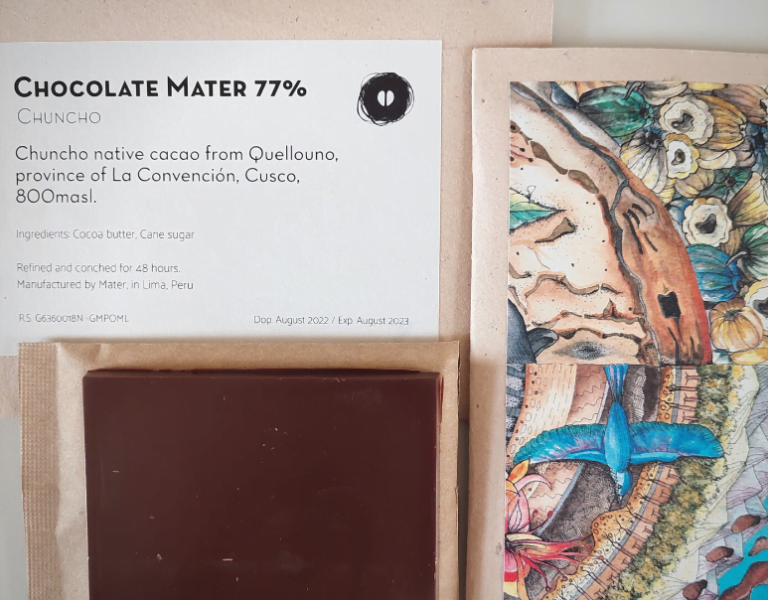 CHOCOLATE MATER 77%
CHUNCHO
Chuncho native cacao from Quellouno,
province of La Convención, Cusco,
800masl.
Ingredients: Cocoa butter, Cane sugar
Refined and conched for 48 hours.
Manufactured by Mater, in Lima, Peru
R.S. G6360018N -GMPOML
Dop: August 2022 / Exp: August 2023